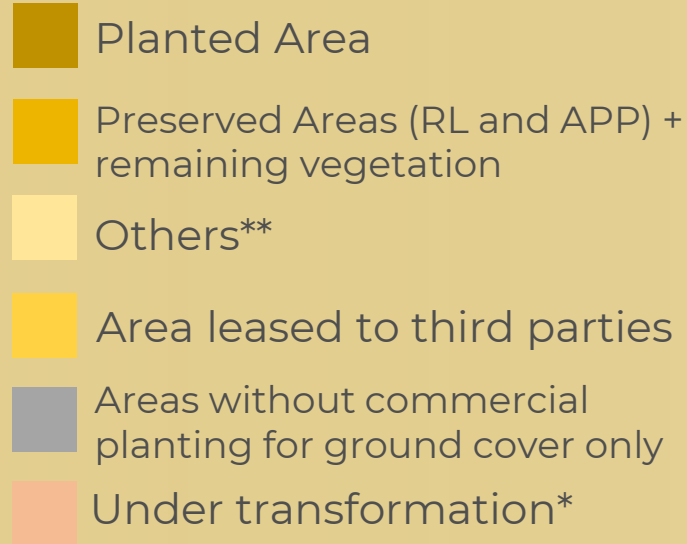 Planted Area
Preserved Areas (RL and APP) +
remaining vegetation
Others**
Area leased to third parties
Areas without commercial
planting for ground cover only
Under transformation*